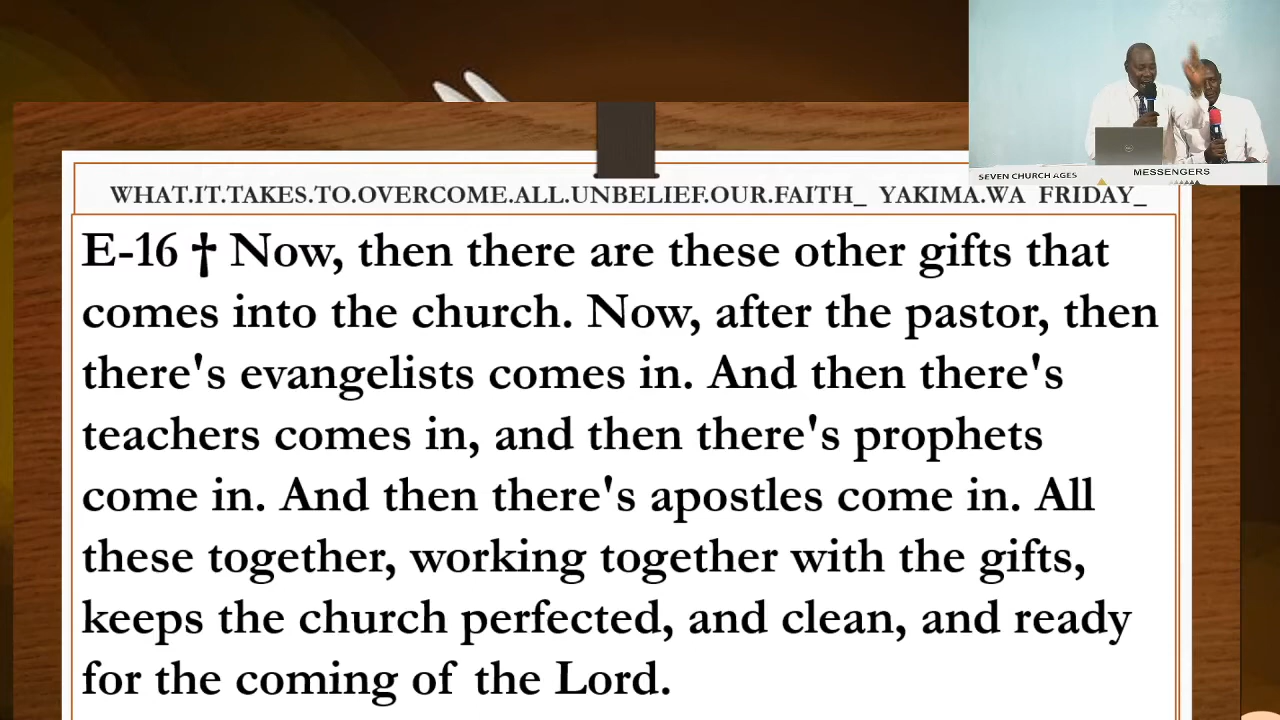 SEVEN CHURCH AGES
MESSENGERS
WHAT.IT.TAKES.TO.OVERCOME.ALL.UNBELIEF.OUR.FAITH_ YAKIMA.WA FRIDAY_
E-16 † Now, then there are these other gifts that
comes into the church. Now, after the pastor, then
there's evangelists comes in. And then there's
teachers comes in, and then there's prophets
come in. And then there's apostles come in. All
these together, working together with the gifts,
keeps the church perfected, and clean, and ready
for the coming of the Lord.